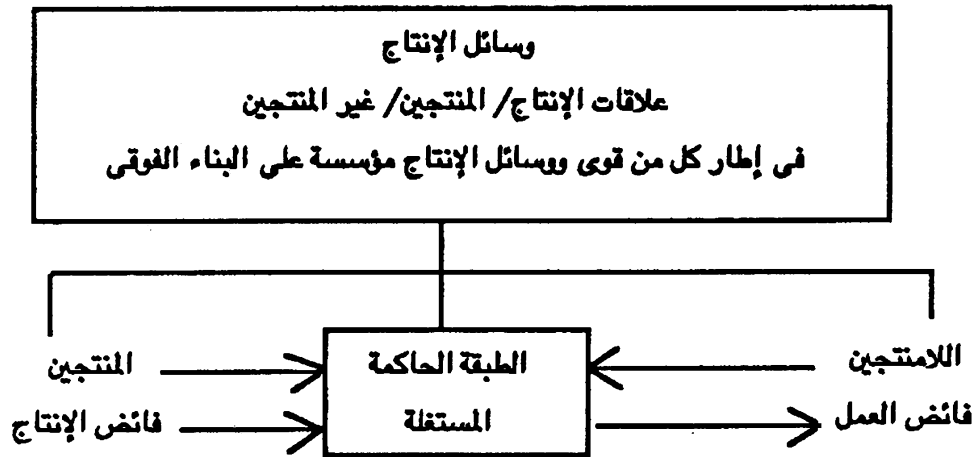 وسائل الإنتاج
علاقات الإنتاج/ المنتجين/ غير المنتجين
فى إطار كل من قوى ووسائل الإنتاج مؤسسة على البناء الفوقى
اللامنتجين
الطبقة الحاكمة
المنتجين
فائض العمل
المستغلة
فائض الإنتاج